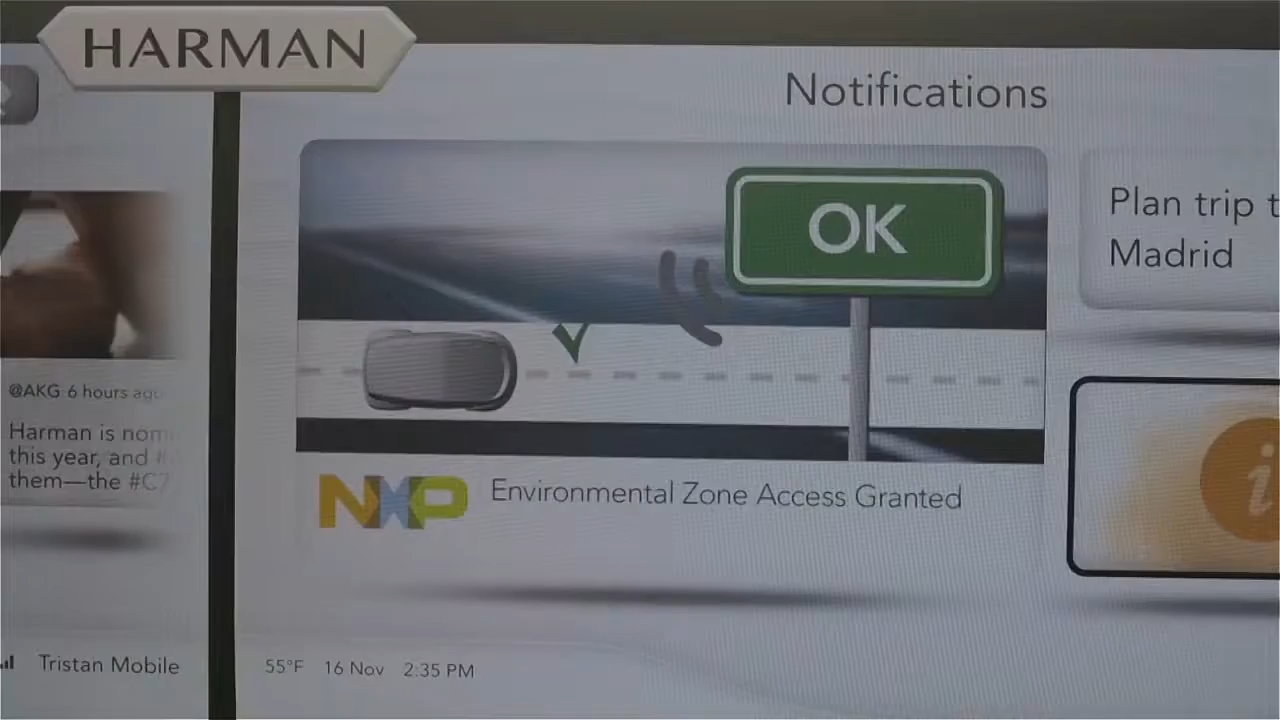 HARMAN
Notifications
OK
Plan trip t
Madrid
@AKG 6 hours ago
Harman is nom
this year, and #
them—the #C7
NXP
Environmental Zone Access Granted
i
Tristan Mobile
55°F 16 Nov 2:35 PM